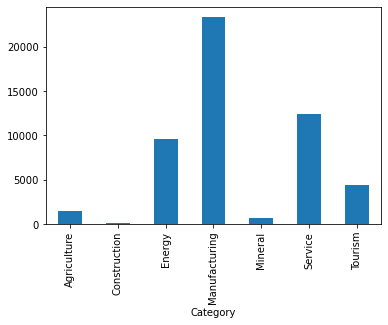 20000
15000
10000
5000
0
Agriculture
Construction
Energy
Manufacturing
Mineral
Service
Tourism
Category